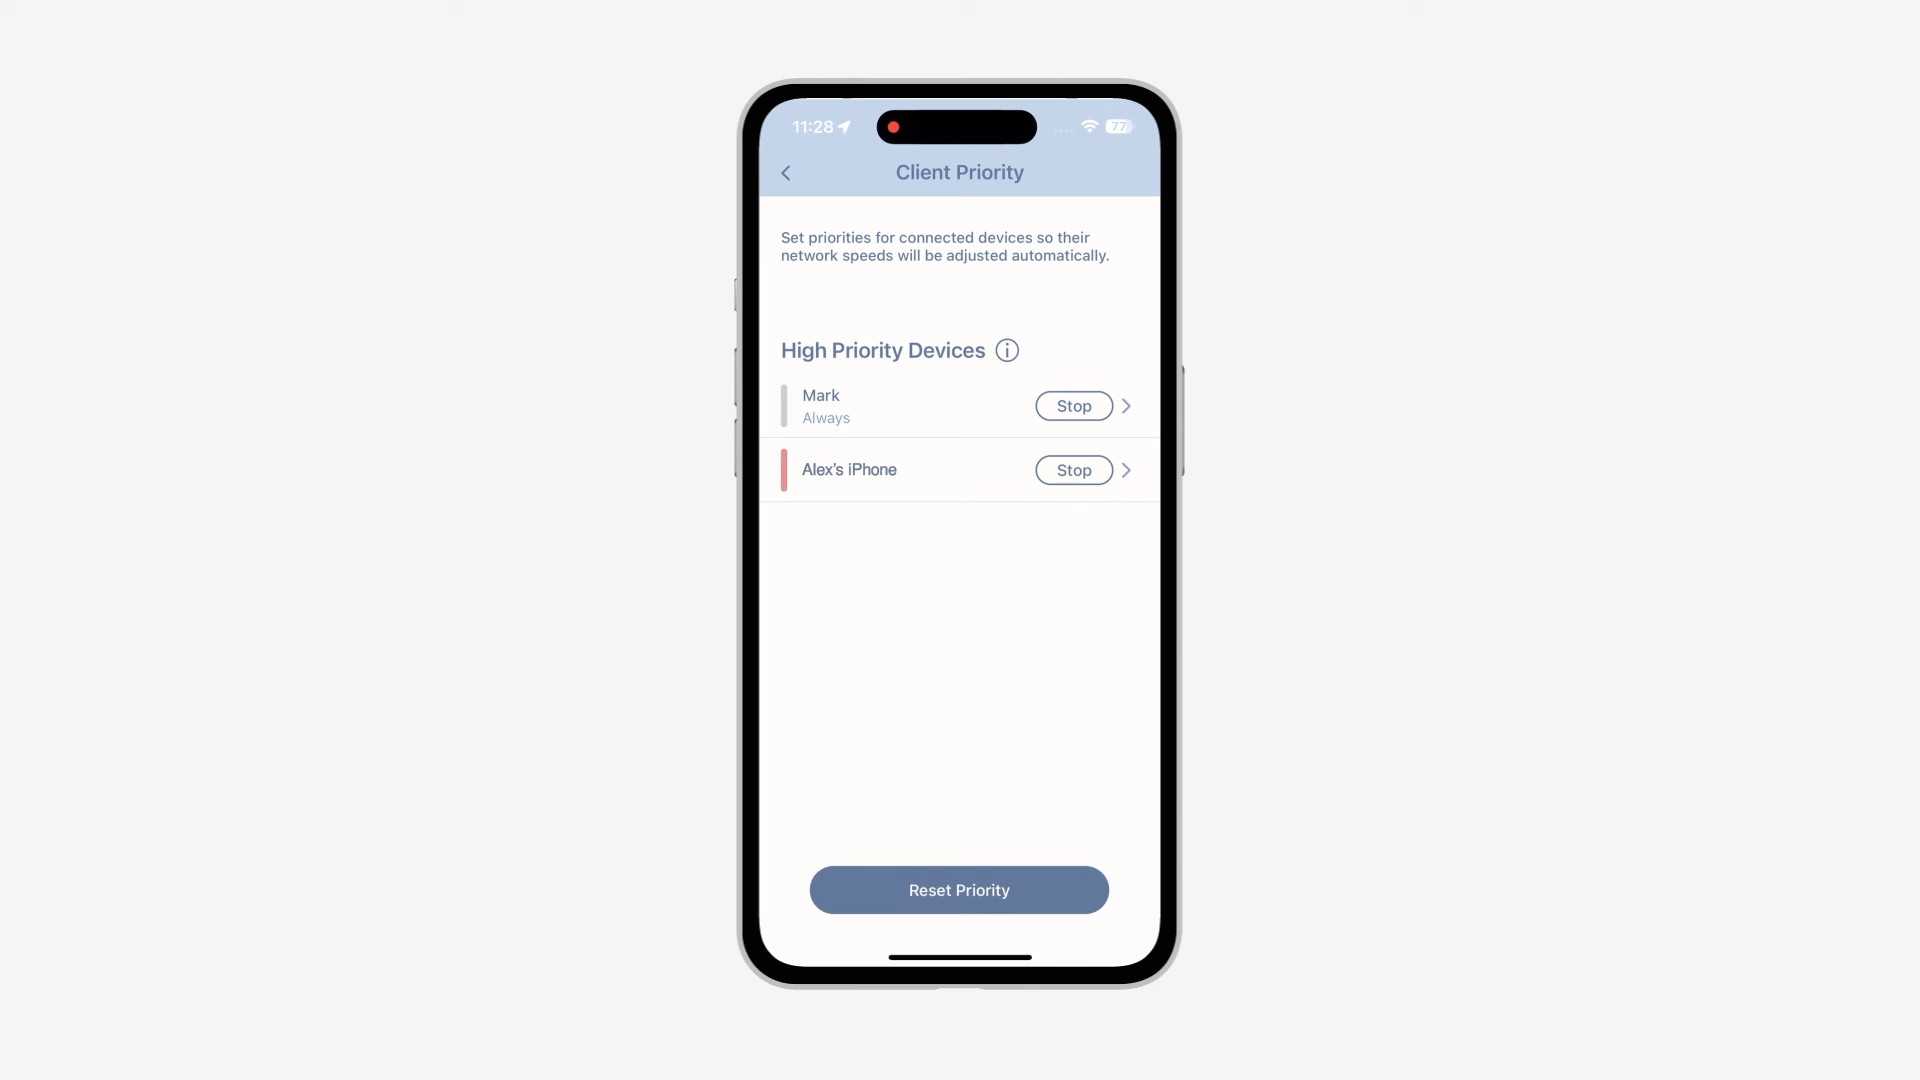 11:28
77
Client Priority
Set priorities for connected devices so their
network speeds will be adjusted automatically.
High Priority Devices
Mark
Always
Stop
Alex’s iPhone
Stop
Reset Priority